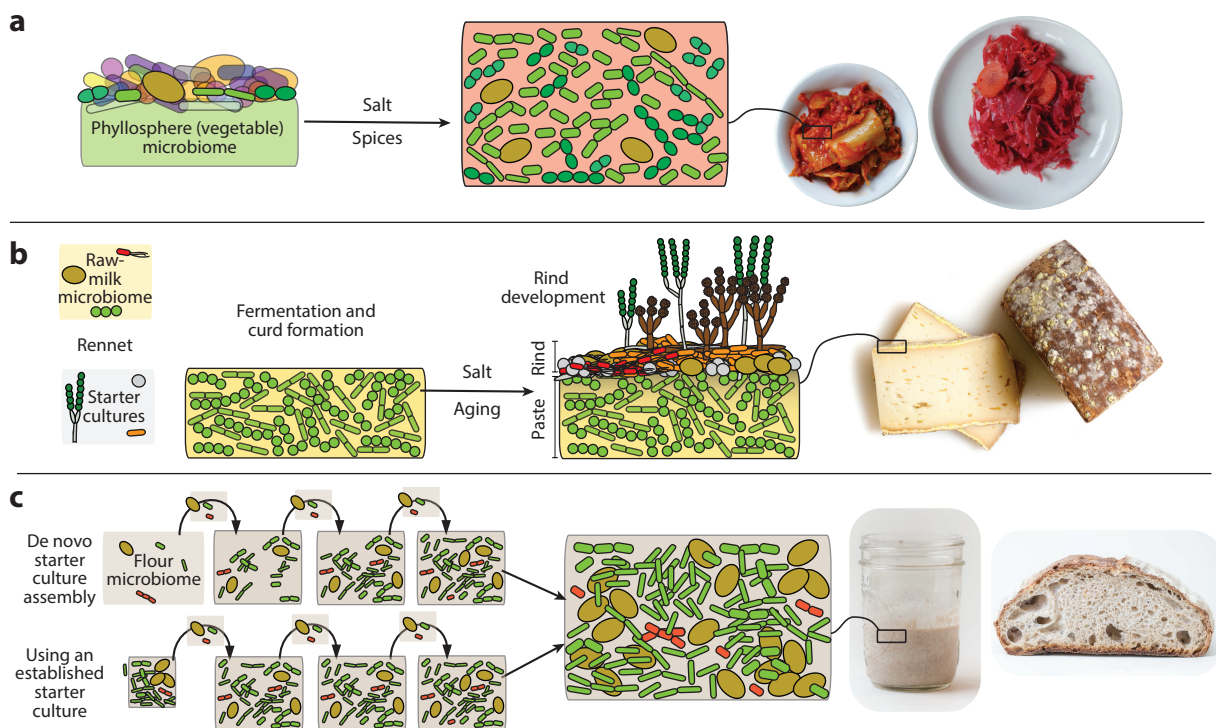 a
Phyllosphere (vegetable)
microbiome
Salt
Spices
b
Raw-
milk
microbiome
Rennet
Starter
cultures
Fermentation and
curd formation
Salt
Aging
Rind
development
Rind
Paste
c
De novo
starter
culture
assembly
Flour
microbiome
Using an
established
starter
culture